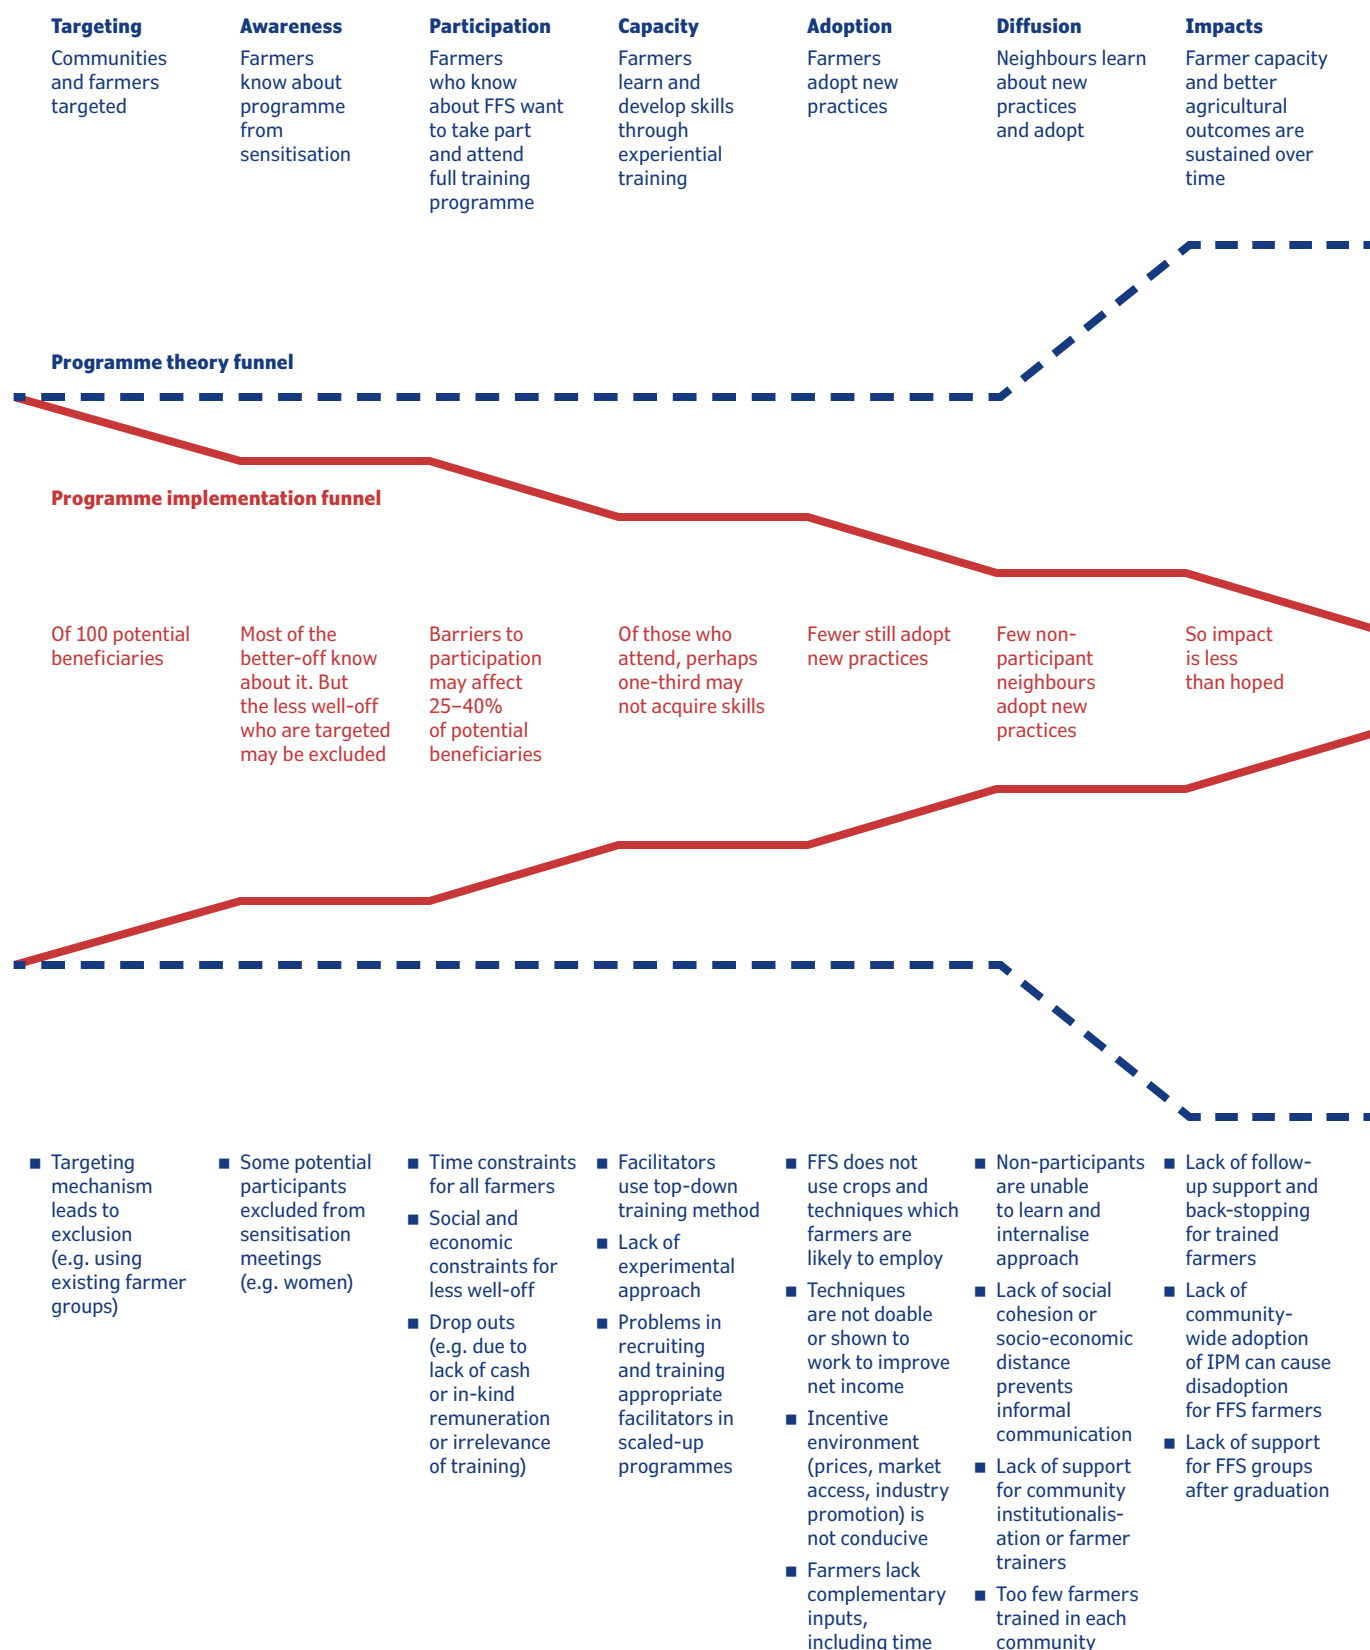 Targeting
Communities
and farmers
targeted
Awareness
Farmers
know about
programme
from
sensitisation
Participation
Farmers
who know
about FFS want
to take part
and attend
full training
programme
Capacity
Farmers
learn and
develop skills
through
experiential
training
Adoption
Farmers
adopt new
practices
Diffusion
Neighbours learn
about new
practices
and adopt
Impacts
Farmer capacity
and better
agricultural
outcomes are
sustained over
time
Programme theory funnel
Programme implementation funnel
Of 100 potential
beneficiaries
Most of the
better-off know
about it. But
the less well-off
who are targeted
may be excluded
Barriers to
participation
may affect
25–40%
of potential
beneficiaries
Of those who
attend, perhaps
one-third may
not acquire skills
Fewer still adopt
new practices
Few non-
participant
neighbours
adopt new
practices
So impact
is less
than hoped
■ Targeting
mechanism
leads to
exclusion
(e.g. using
existing farmer
groups)
■ Some potential
participants
excluded from
sensitisation
meetings
(e.g. women)
■ Time constraints
for all farmers
■ Social and
economic
constraints for
less well-off
■ Drop outs
(e.g. due to
lack of cash
or in-kind
remuneration
or irrelevance
of training)
■ Facilitators
use top-down
training method
■ Lack of
experimental
approach
■ Problems in
recruiting
and training
appropriate
facilitators in
scaled-up
programmes
■ FFS does not
use crops and
techniques which
farmers are
likely to employ
■ Techniques
are not doable
or shown to
work to improve
net income
■ Incentive
environment
(prices, market
access, industry
promotion) is
not conducive
■ Farmers lack
complementary
inputs,
including time
■ Non-participants
are unable
to learn and
internalise
approach
■ Lack of social
cohesion or
socio-economic
distance
prevents
informal
communication
■ Lack of support
for community
institutionalis-
ation or farmer
trainers
■ Too few farmers
trained in each
community
■ Lack of follow-
up support and
back-stopping
for trained
farmers
■ Lack of
community-
wide adoption
of IPM can cause
disadoption
for FFS farmers
■ Lack of support
for FFS groups
after graduation